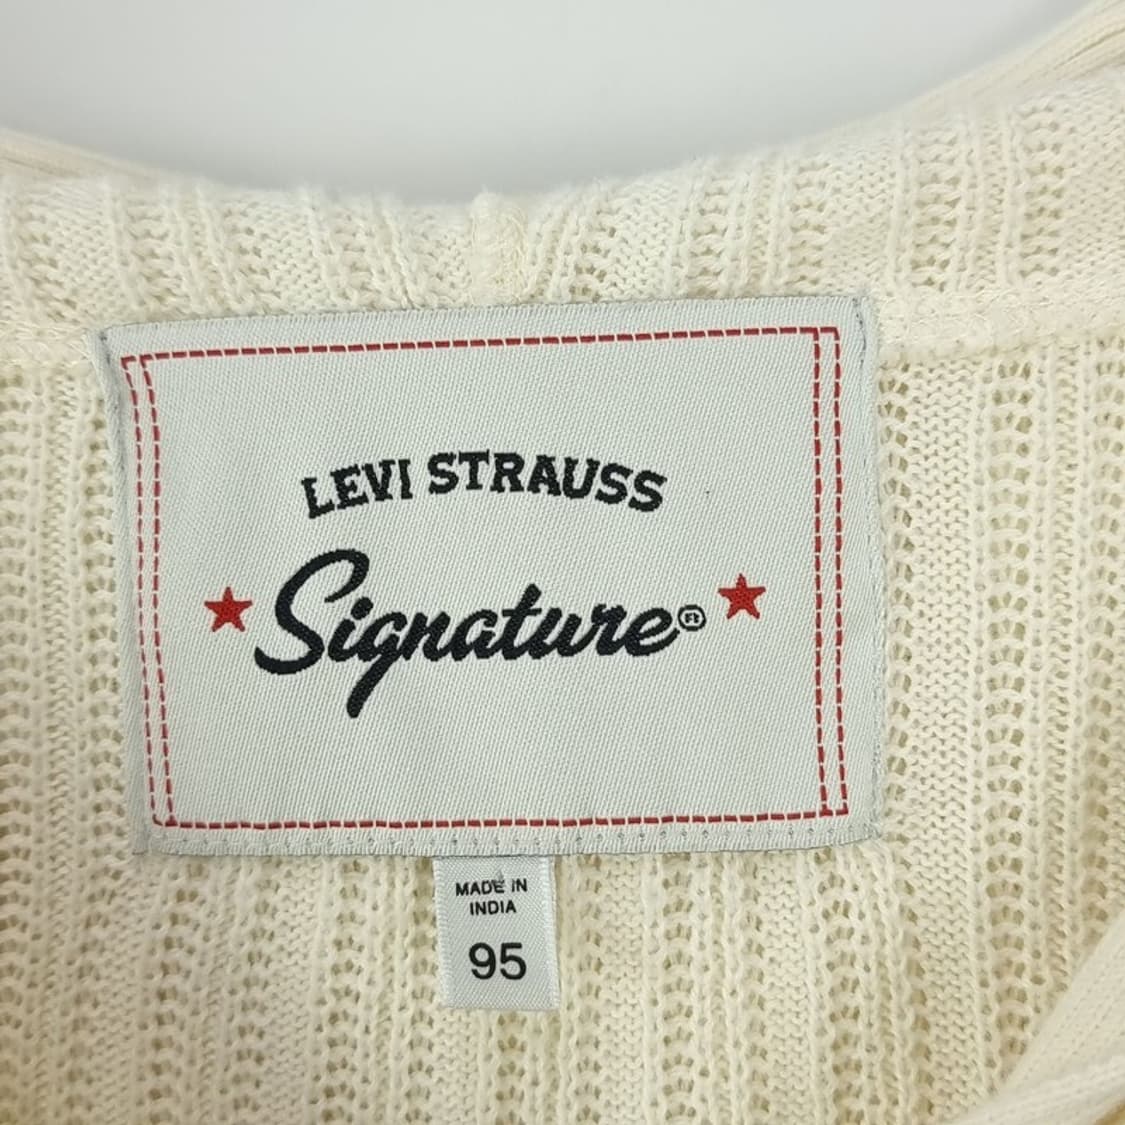 LEVI STRAUSS
Signature®
MADE IN
INDIA
95